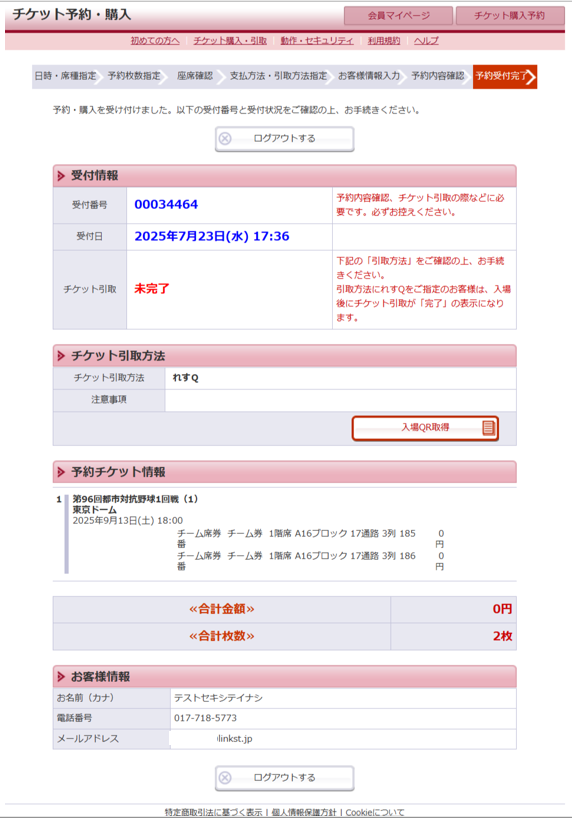 チケット予約・購入
会員マイページ
チケット購入予約
初めての方へ | チケット購入・引取 | 動作・セキュリティ | 利用規約 | ヘルプ
日時・席種指定 予約枚数指定 座席確認 支払方法・引取方法指定 お客様情報入力 予約内容確認 予約受付完了
予約・購入を受け付けました。以下の受付番号と受付状況をご確認の上、お手続きください。
ログアウトする
受付情報
受付番号
00034464
予約内容確認、チケット引取の際などに必
要です。必ずお控えください。
受付日
2025年7月23日(水) 17:36
チケット引取
未完了
下記の「引取方法」をご確認の上、お手続
きください。
引取方法にれすQをご指定のお客様は、入場
後にチケット引取が「完了」の表示になり
ます。
チケット引取方法
チケット引取方法
れすQ
注意事項
入場QR取得
予約チケット情報
1 第96回都市対抗野球1回戦（1）
東京ドーム
2025年9月13日(土) 18:00
チーム席券 チーム券 1階席 A16ブロック 17通路 3列 185 0
番 円
チーム席券 チーム券 1階席 A16ブロック 17通路 3列 186 0
番 円
≪合計金額≫
0円
≪合計枚数≫
2枚
お客様情報
お名前（カナ）
テストセキシテイナシ
電話番号
017-718-5773
メールアドレス
linkst.jp
ログアウトする
特定商取引法に基づく表示 | 個人情報保護方針 | Cookieについて